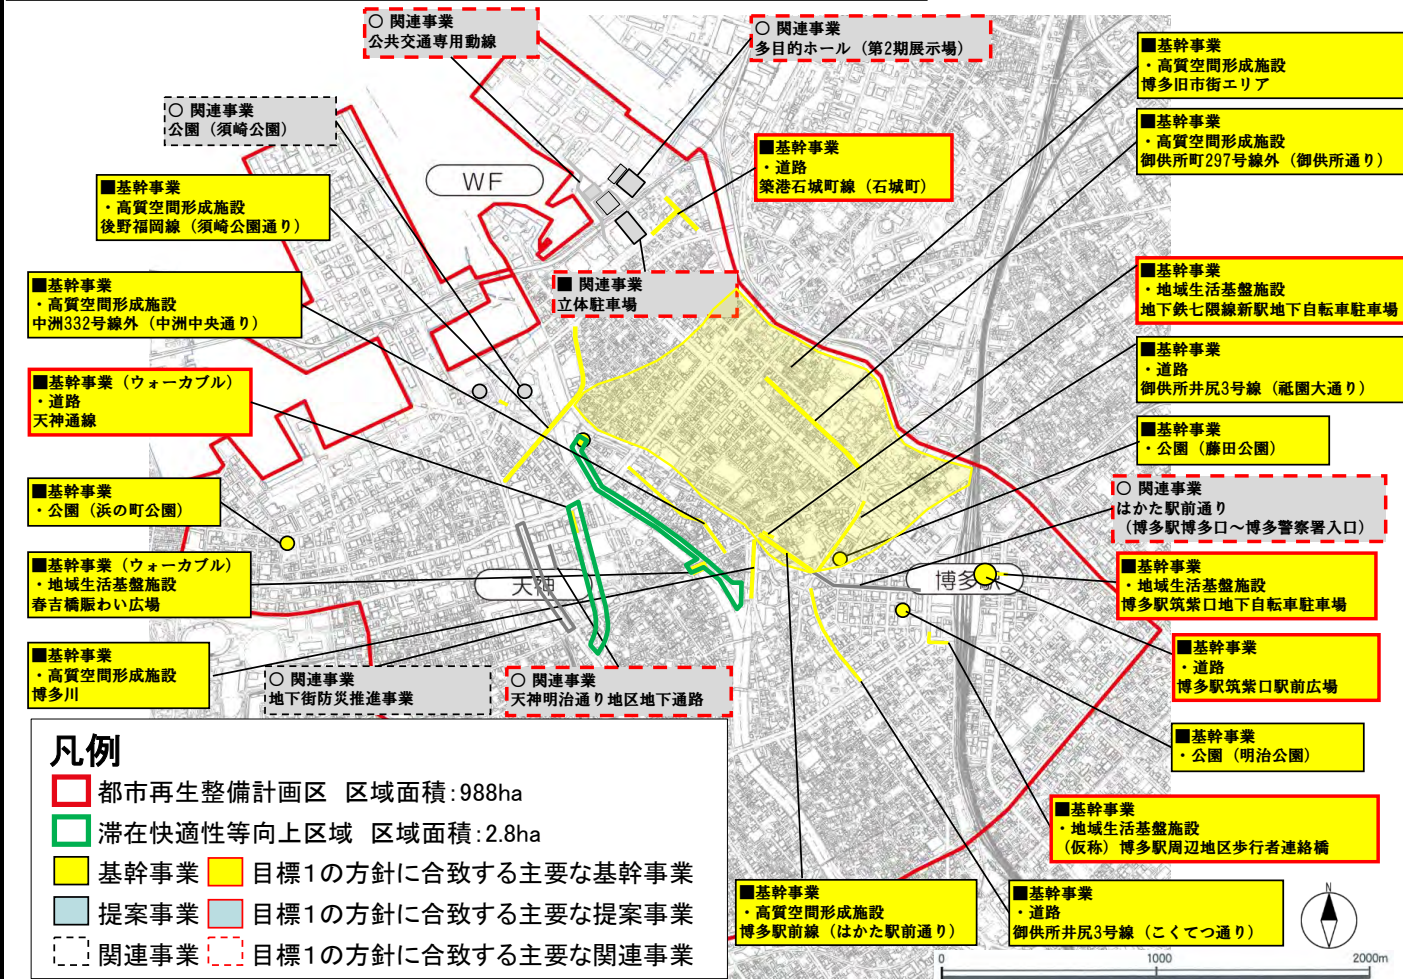 ○ 関連事業
公共交通専用動線
○ 関連事業
多目的ホール（第2期展示場）
■基幹事業
・高質空間形成施設
博多旧市街エリア
○ 関連事業
公園（須崎公園）
■基幹事業
・高質空間形成施設
御供所町297号線外（御供所通り）
■基幹事業
・道路
築港石城町線（石城町）
WF
■基幹事業
・高質空間形成施設
後野福岡線（須崎公園通り）
■基幹事業
・地域生活基盤施設
地下鉄七隈線新駅地下自転車駐車場
■ 関連事業
立体駐車場
■基幹事業
・高質空間形成施設
中洲332号線外（中洲中央通り）
■基幹事業
・道路
御供所井尻3号線（祗園大通り）
■基幹事業（ウォーカブル）
・道路
天神通線
■基幹事業
・公園（藤田公園）
■基幹事業
・公園（浜の町公園）
○ 関連事業
はかた駅前通り
（博多駅博多口～博多警察署入口）
■基幹事業（ウォーカブル）
・地域生活基盤施設
春吉橋賑わい広場
天神
博多駅
■基幹事業
・地域生活基盤施設
博多駅筑紫口地下自転車駐車場
■基幹事業
・高質空間形成施設
博多川
○ 関連事業
地下街防災推進事業
○ 関連事業
天神明治通り地区地下通路
■基幹事業
・道路
博多駅筑紫口駅前広場
■基幹事業
・公園（明治公園）
■基幹事業
・地域生活基盤施設
（仮称）博多駅周辺地区歩行者連絡橋
■基幹事業
・高質空間形成施設
博多駅前線（はかた駅前通り）
■基幹事業
・道路
御供所井尻3号線（こくてつ通り）
凡例
都市再生整備計画区 区域面積：988ha
滞在快適性等向上区域 区域面積：2.8ha
基幹事業 目標1の方針に合致する主要な基幹事業
提案事業 目標1の方針に合致する主要な提案事業
関連事業 目標1の方針に合致する主要な関連事業
N
0 1000 2000m